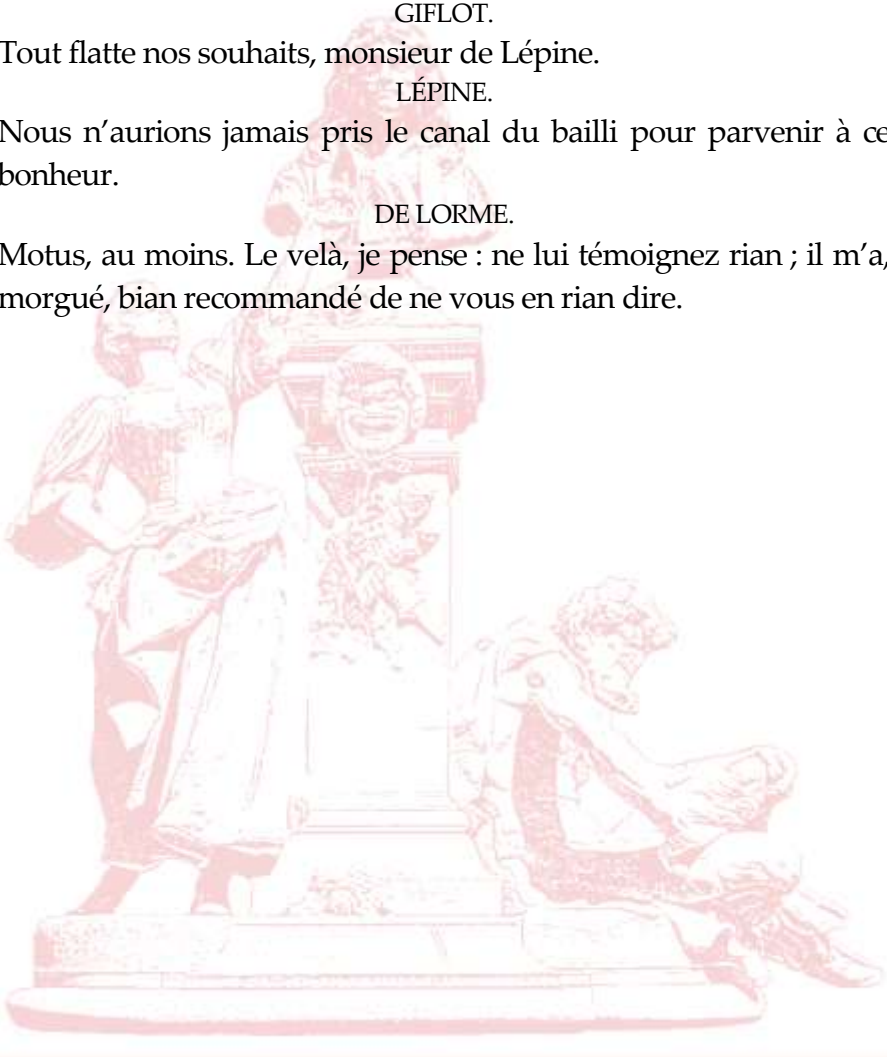 GIFLOT.
Tout flatte nos souhaits, monsieur de Lépine.
LÉPINE.
Nous n’aurions jamais pris le canal du bailli pour parvenir à ce
bonheur.
DE LORME.
Motus, au moins. Le velà, je pense : ne lui témoignez rian ; il m’a,
morgué, bian recommandé de ne vous en rian dire.